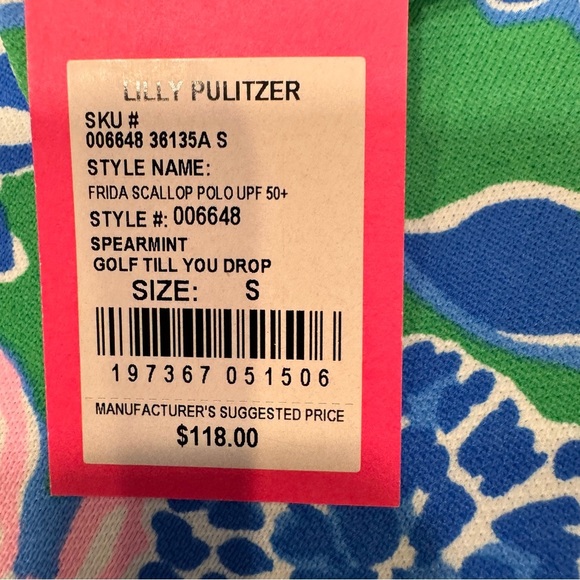 LILLY PULITZER
SKU #
006648 36135A S
STYLE NAME:
FRIDA SCALLOP POLO UPF 50+
STYLE #: 006648
SPEARMINT
GOLF TILL YOU DROP
SIZE: S
197367 051506
MANUFACTURER'S SUGGESTED PRICE
$118.00